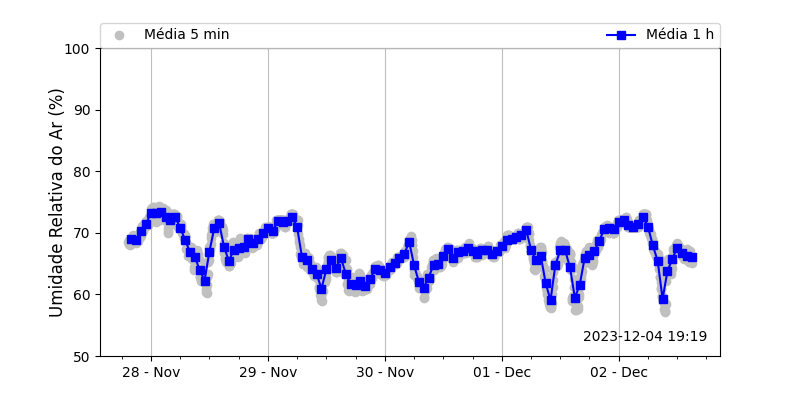 Média 5 min
Média 1 h
Umidade Relativa do Ar (%)
100
90
80
70
60
50
2023-12-04 19:19
28 - Nov
29 - Nov
30 - Nov
01 - Dec
02 - Dec